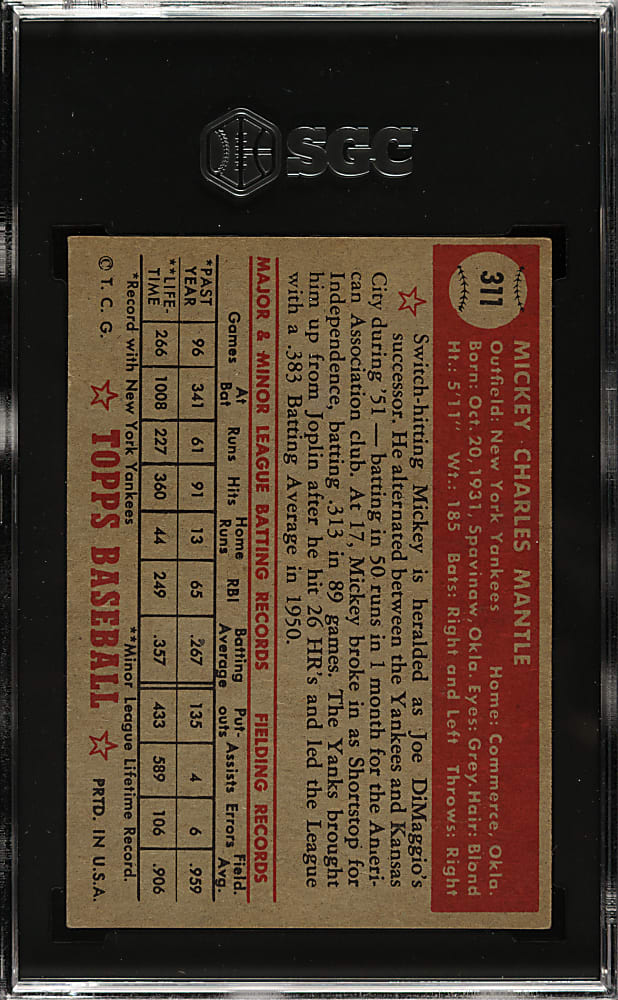 SGC
311
MICKEY CHARLES MANTLE
Outfield: New York Yankees Home: Commerce, Okla.
Born: Oct. 20, 1931, Spavinaw, Okla. Eyes: Grey. Hair: Blond
Ht.: 5'11" Wt.: 185 Bats: Right and Left Throws: Right
Switch-hitting Mickey is heralded as Joe DiMaggio's
successor. He alternated between the Yankees and Kansas
City during '51 — batting in 50 runs in 1 month for the Ameri-
can Association club. At 17, Mickey broke in as Shortstop for
Independence, batting .313 in 89 games. The Yanks brought
him up from Joplin after he hit 26 HR's and led the League
with a .383 Batting Average in 1950.
MAJOR & MINOR LEAGUE BATTING RECORDS FIELDING RECORDS
Games At Bat Runs Hits Home Runs RBI Batting Average Put-outs Assists Errors Field. Avg.
*PAST YEAR 96 341 61 91 13 65 .267 135 4 6 .959
**LIFE-TIME 266 1008 227 360 44 249 .357 433 589 106 .906
*Record with New York Yankees **Minor League Lifetime Record.
© T. C. G. TOPPS BASEBALL PRTD. IN U.S.A.